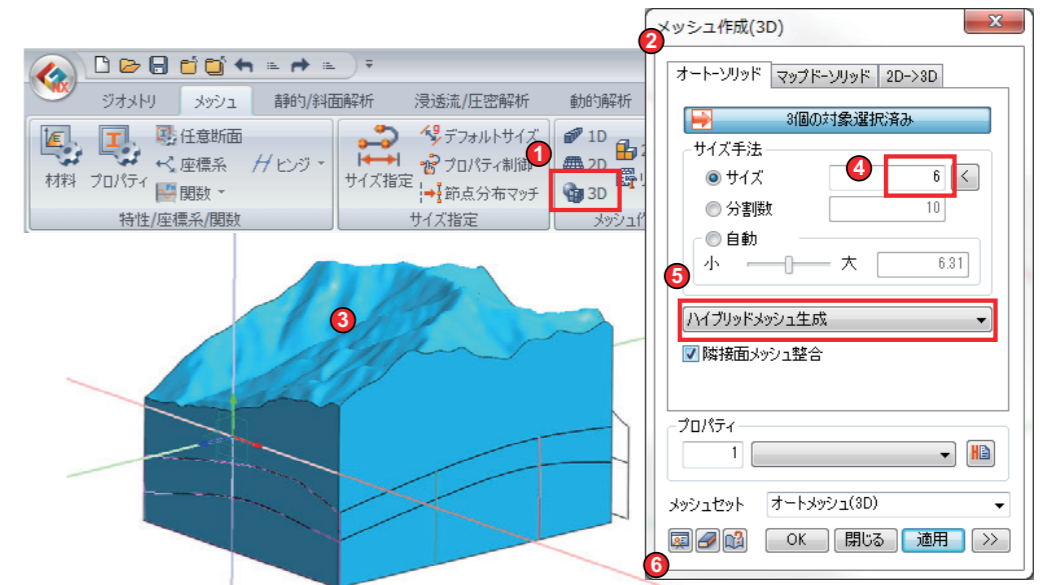 NX
ジオメトリ メッシュ 静的/斜面解析 浸透流/圧密解析 動的解析
材料
プロパティ
任意断面
座標系
関数
ヒンジ
特性/座標系/関数
サイズ指定
デフォルトサイズ
プロパティ制御
節点分布マッチ
サイズ指定
1D
2D
3D
1
3
メッシュ作成(3D)
2
オートーソリッド マップドーソリッド 2D->3D
3個の対象選択済み
サイズ手法
サイズ 4 6 <
分割数 10
自動
小 大 6.31
5
ハイブリッドメッシュ生成
隣接面メッシュ整合
プロパティ
1
メッシュセット オートメッシュ(3D)
OK 閉じる 適用 >>
6